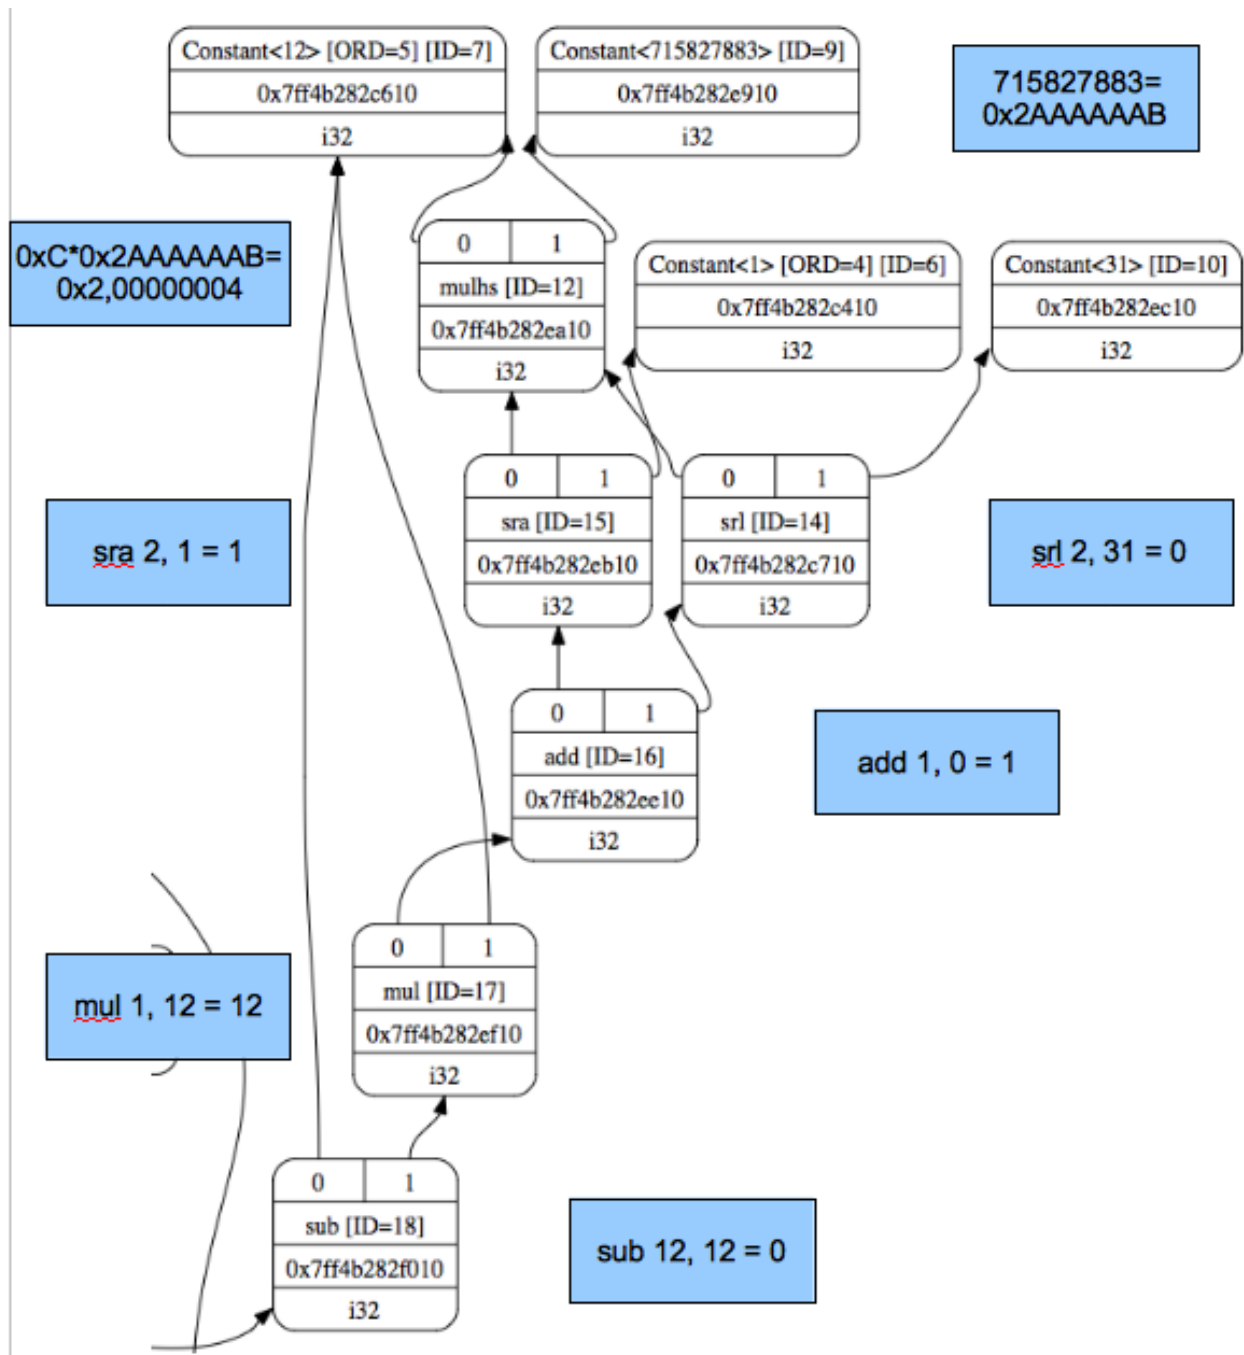 Constant<12> [ORD=5] [ID=7]
0x7ff4b282c610
i32
Constant<715827883> [ID=9]
0x7ff4b282e910
i32
715827883=
0x2AAAAAAB
0xC*0x2AAAAAAB=
0x2,00000004
0 1
mulhs [ID=12]
0x7ff4b282ea10
i32
Constant<1> [ORD=4] [ID=6]
0x7ff4b282c410
i32
Constant<31> [ID=10]
0x7ff4b282ec10
i32
sra 2, 1 = 1
0 1
sra [ID=15]
0x7ff4b282eb10
i32
0 1
srl [ID=14]
0x7ff4b282c710
i32
srl 2, 31 = 0
0 1
add [ID=16]
0x7ff4b282ee10
i32
add 1, 0 = 1
mul 1, 12 = 12
0 1
mul [ID=17]
0x7ff4b282ef10
i32
0 1
sub [ID=18]
0x7ff4b282f010
i32
sub 12, 12 = 0